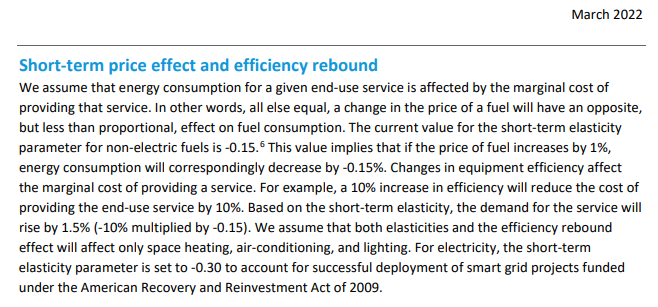 March 2022
Short-term price effect and efficiency rebound
We assume that energy consumption for a given end-use service is affected by the marginal cost of
providing that service. In other words, all else equal, a change in the price of a fuel will have an opposite,
but less than proportional, effect on fuel consumption. The current value for the short-term elasticity
parameter for non-electric fuels is -0.15.⁶ This value implies that if the price of fuel increases by 1%,
energy consumption will correspondingly decrease by -0.15%. Changes in equipment efficiency affect
the marginal cost of providing a service. For example, a 10% increase in efficiency will reduce the cost of
providing the end-use service by 10%. Based on the short-term elasticity, the demand for the service will
rise by 1.5% (-10% multiplied by -0.15). We assume that both elasticities and the efficiency rebound
effect will affect only space heating, air-conditioning, and lighting. For electricity, the short-term
elasticity parameter is set to -0.30 to account for successful deployment of smart grid projects funded
under the American Recovery and Reinvestment Act of 2009.